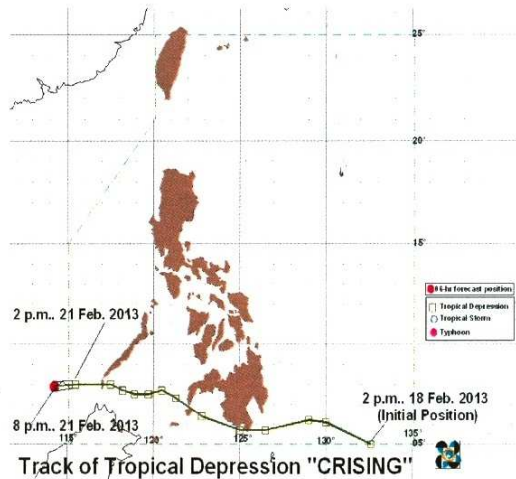 25°
20°
15°
06-hr forecast position
Tropical Depression
Tropical Storm
Typhoon
2 p.m.. 21 Feb. 2013
2 p.m.. 18 Feb. 2013
(Initial Position)
8 p.m.. 21 Feb. 2013
115°
120°
125°
130°
135°
05°
Track of Tropical Depression "CRISING"